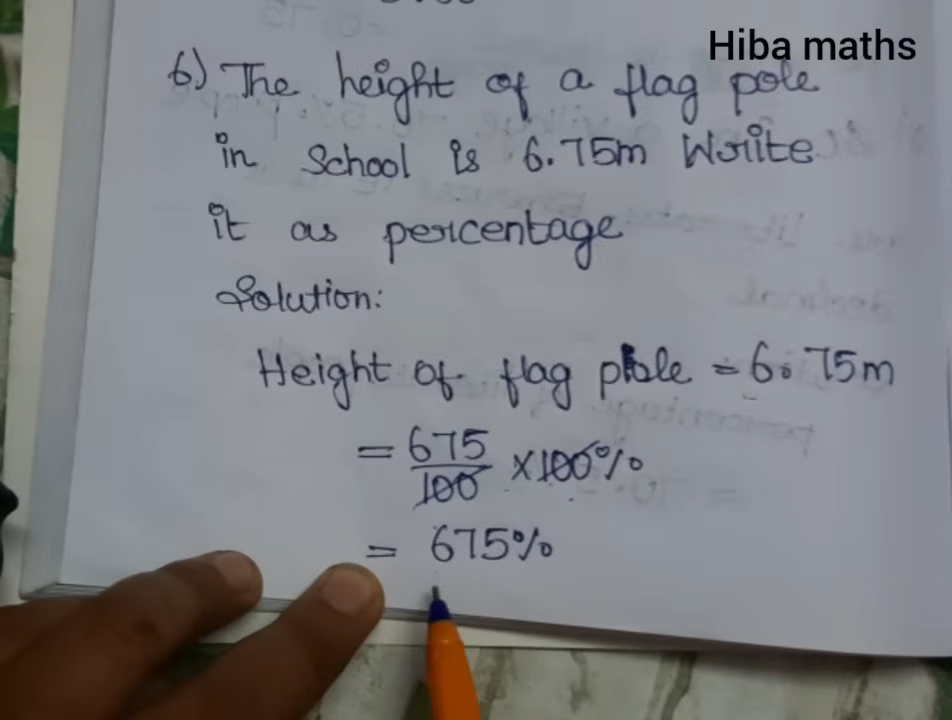 Hiba maths
6) The height of a flag pole
in School is 6.75m Write
it as percentage
Solution:
Height of flag pole = 6.75m
= 675/100 × 100%
= 675%